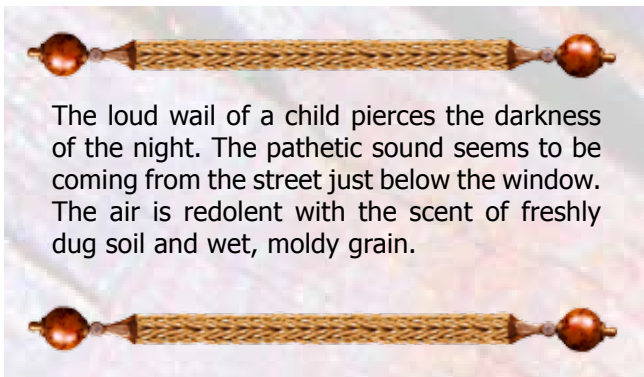 The loud wail of a child pierces the darkness
of the night. The pathetic sound seems to be
coming from the street just below the window.
The air is redolent with the scent of freshly
dug soil and wet, moldy grain.